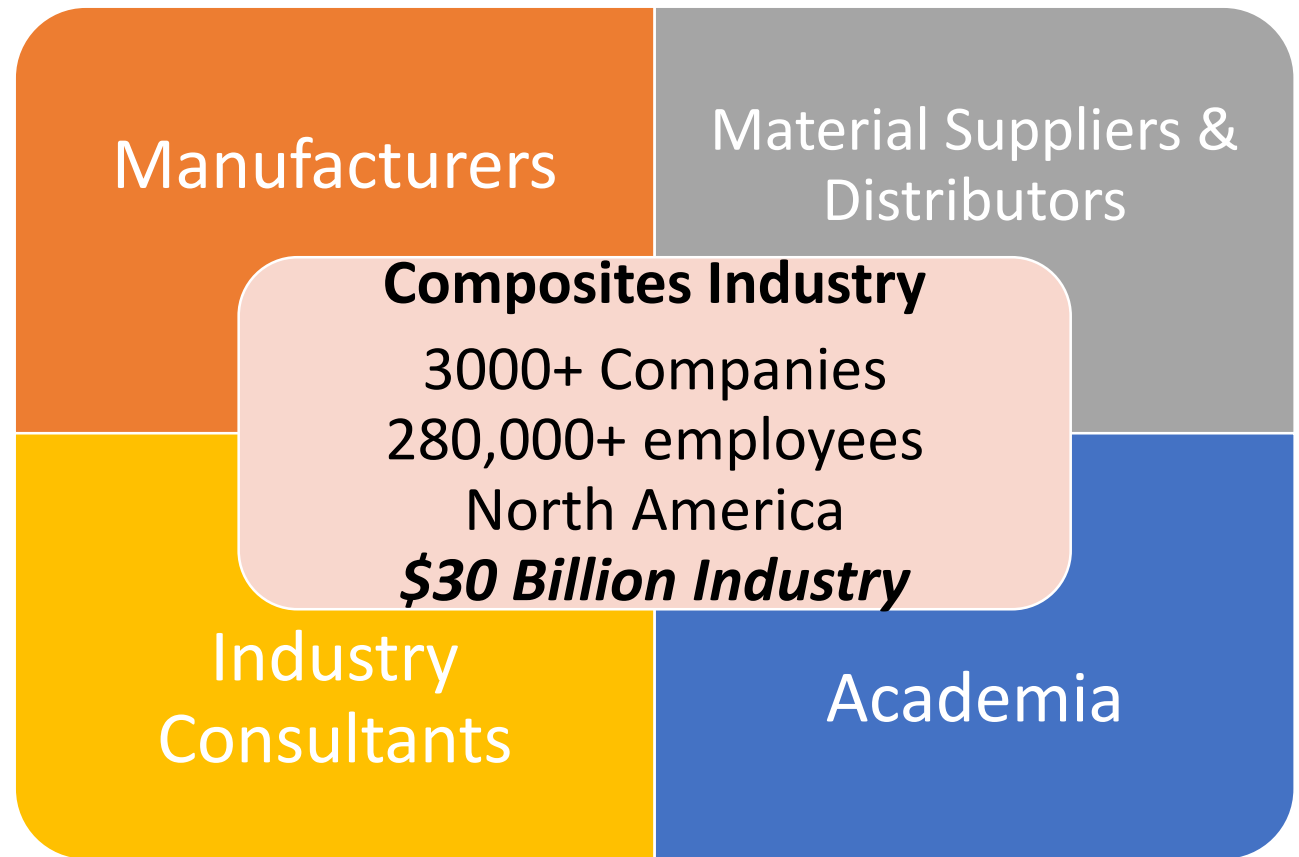 Manufacturers
Material Suppliers &
Distributors
Composites Industry
3000+ Companies
280,000+ employees
North America
$30 Billion Industry
Industry
Consultants
Academia